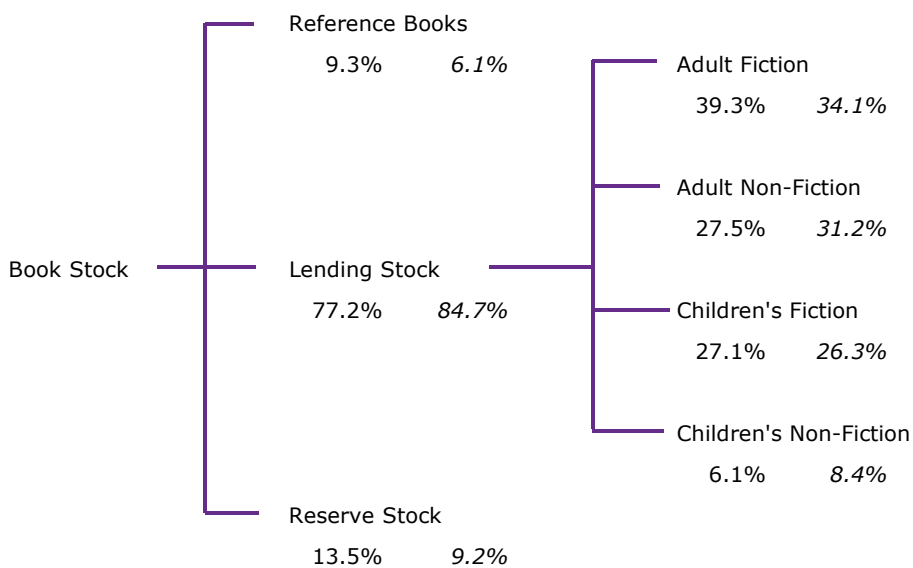 Book Stock
Reference Books
9.3% 6.1%
Lending Stock
77.2% 84.7%
Reserve Stock
13.5% 9.2%
Adult Fiction
39.3% 34.1%
Adult Non-Fiction
27.5% 31.2%
Children's Fiction
27.1% 26.3%
Children's Non-Fiction
6.1% 8.4%